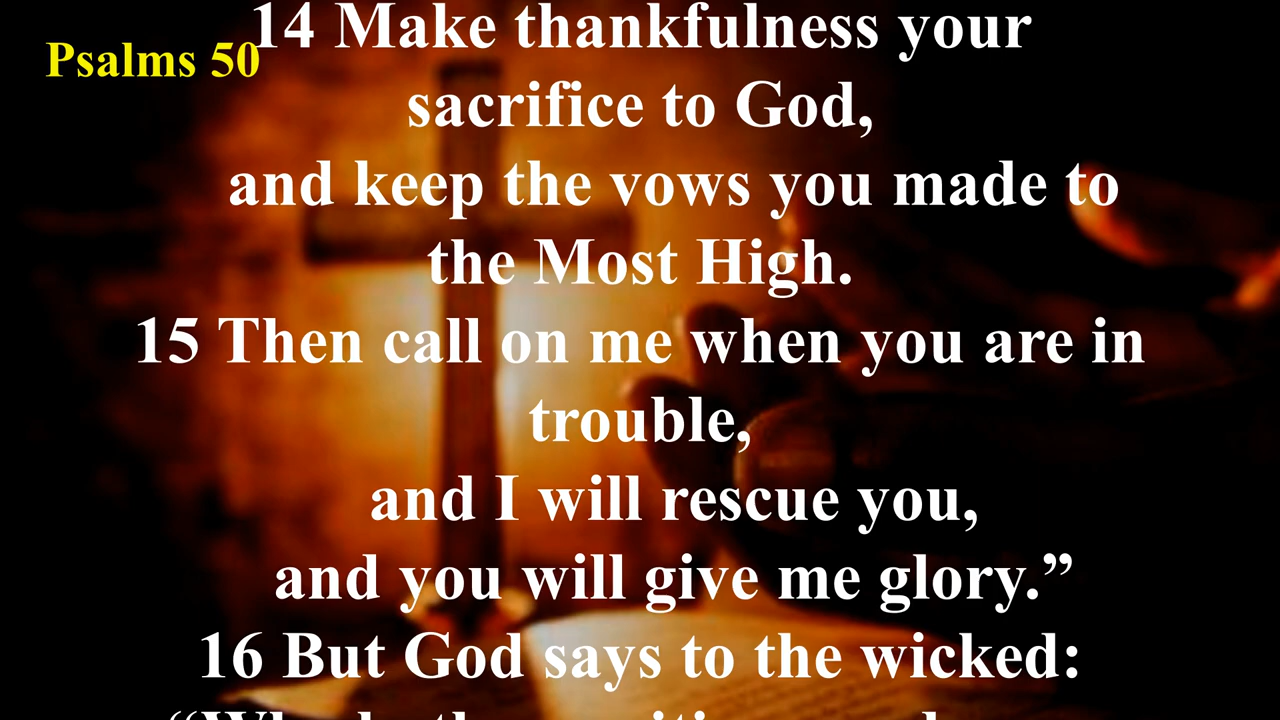 Psalms 50
14 Make thankfulness your
sacrifice to God,
and keep the vows you made to
the Most High.
15 Then call on me when you are in
trouble,
and I will rescue you,
and you will give me glory.”
16 But God says to the wicked: